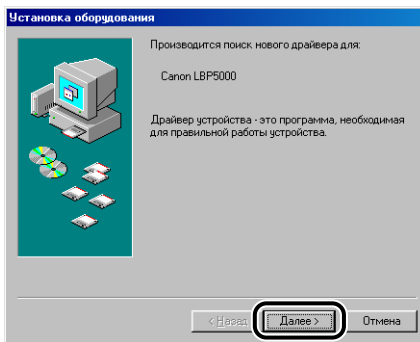 Установка оборудования
Производится поиск нового драйвера для:
Canon LBP5000
Драйвер устройства - это программа, необходимая
для правильной работы устройства.
< Назад
Далее >
Отмена